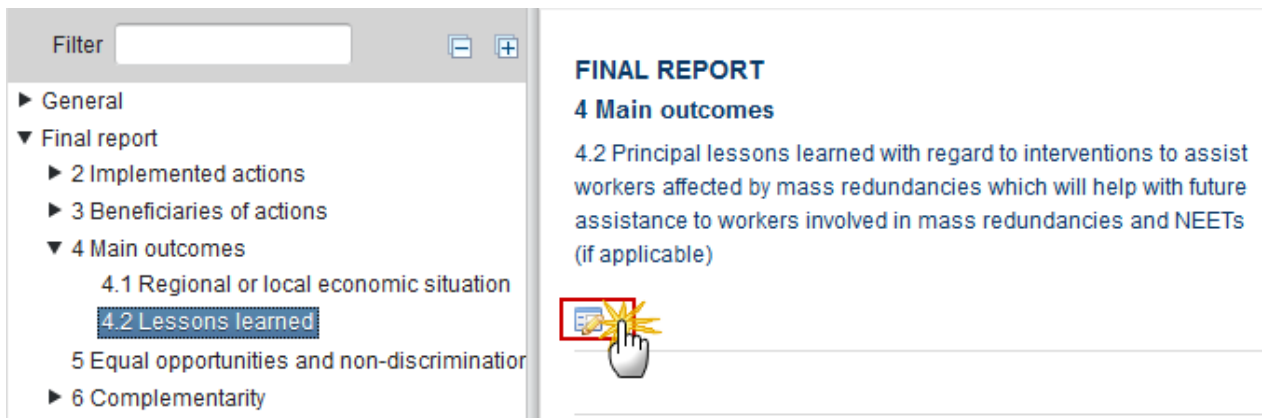 Filter
General
Final report
2 Implemented actions
3 Beneficiaries of actions
4 Main outcomes
4.1 Regional or local economic situation
4.2 Lessons learned
5 Equal opportunities and non-discrimination
6 Complementarity
FINAL REPORT
4 Main outcomes
4.2 Principal lessons learned with regard to interventions to assist
workers affected by mass redundancies which will help with future
assistance to workers involved in mass redundancies and NEETs
(if applicable)